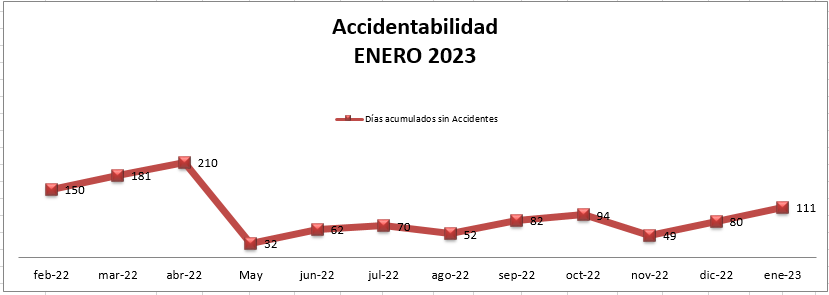 Accidentabilidad
ENERO 2023
Días acumulados sin Accidentes
150 181 210 32 62 70 52 82 94 49 80 111
feb-22 mar-22 abr-22 May jun-22 jul-22 ago-22 sep-22 oct-22 nov-22 dic-22 ene-23